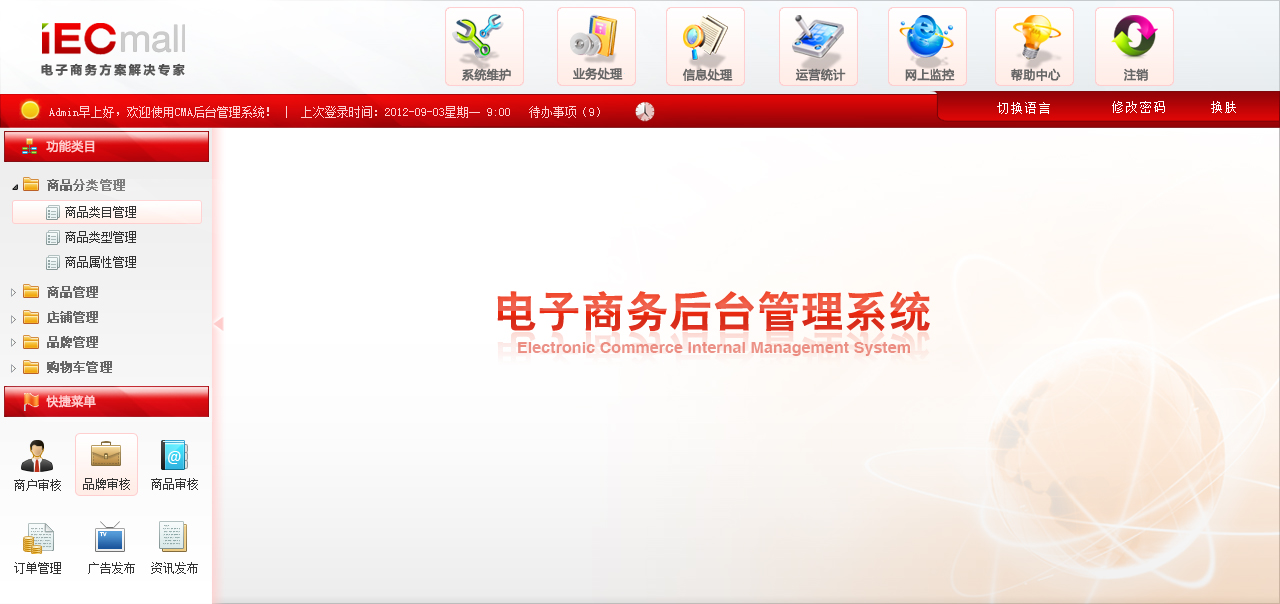 iECmall
电子商务方案解决专家
系统维护 业务处理 信息处理 运营统计 网上监控 帮助中心 注销
Admin早上好，欢迎使用CMA后台管理系统！ | 上次登录时间：2012-09-03星期一 9:00 待办事项（9） 切换语言 修改密码 换肤
功能类目
商品分类管理
商品类目管理
商品类型管理
商品属性管理
商品管理
店铺管理
品牌管理
购物车管理
快捷菜单
商户审核 品牌审核 @ 商品审核
订单管理 TV 广告发布 资讯发布
电子商务后台管理系统
Electronic Commerce Internal Management System